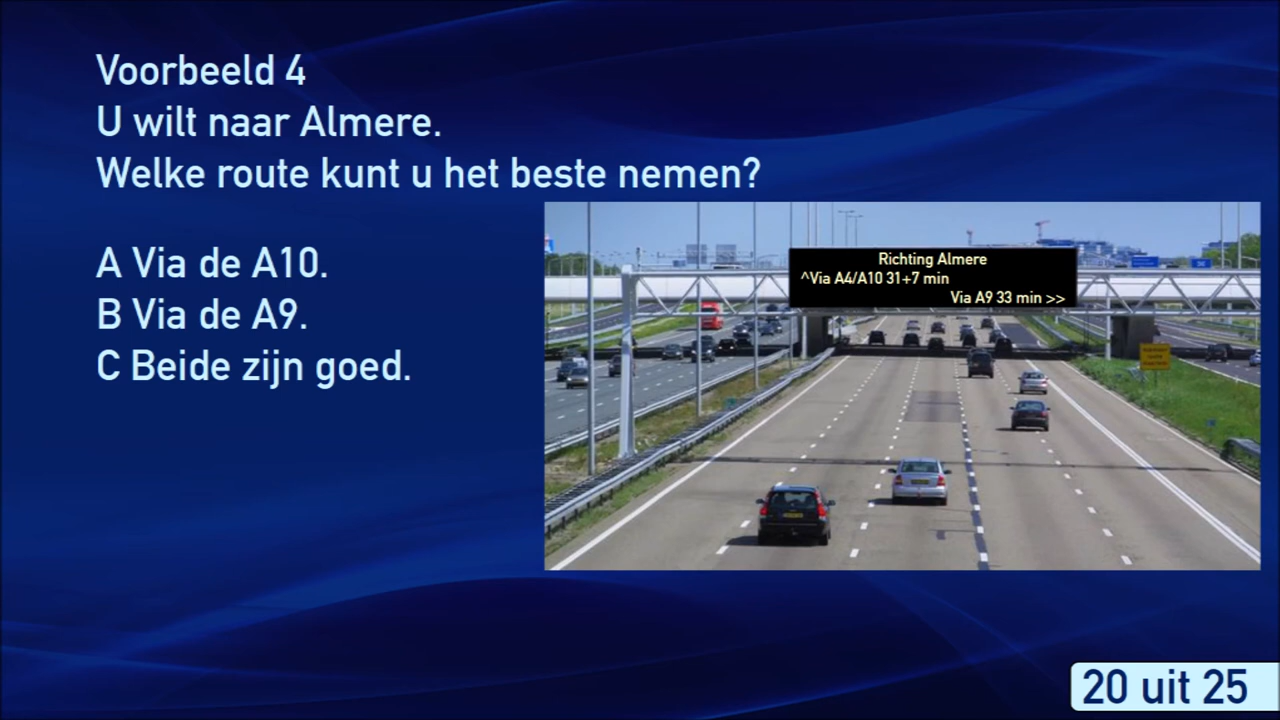 Voorbeeld 4
U wilt naar Almere.
Welke route kunt u het beste nemen?
A Via de A10.
B Via de A9.
C Beide zijn goed.
Richting Almere
^Via A4/A10 31+7 min
Via A9 33 min >>
20 uit 25